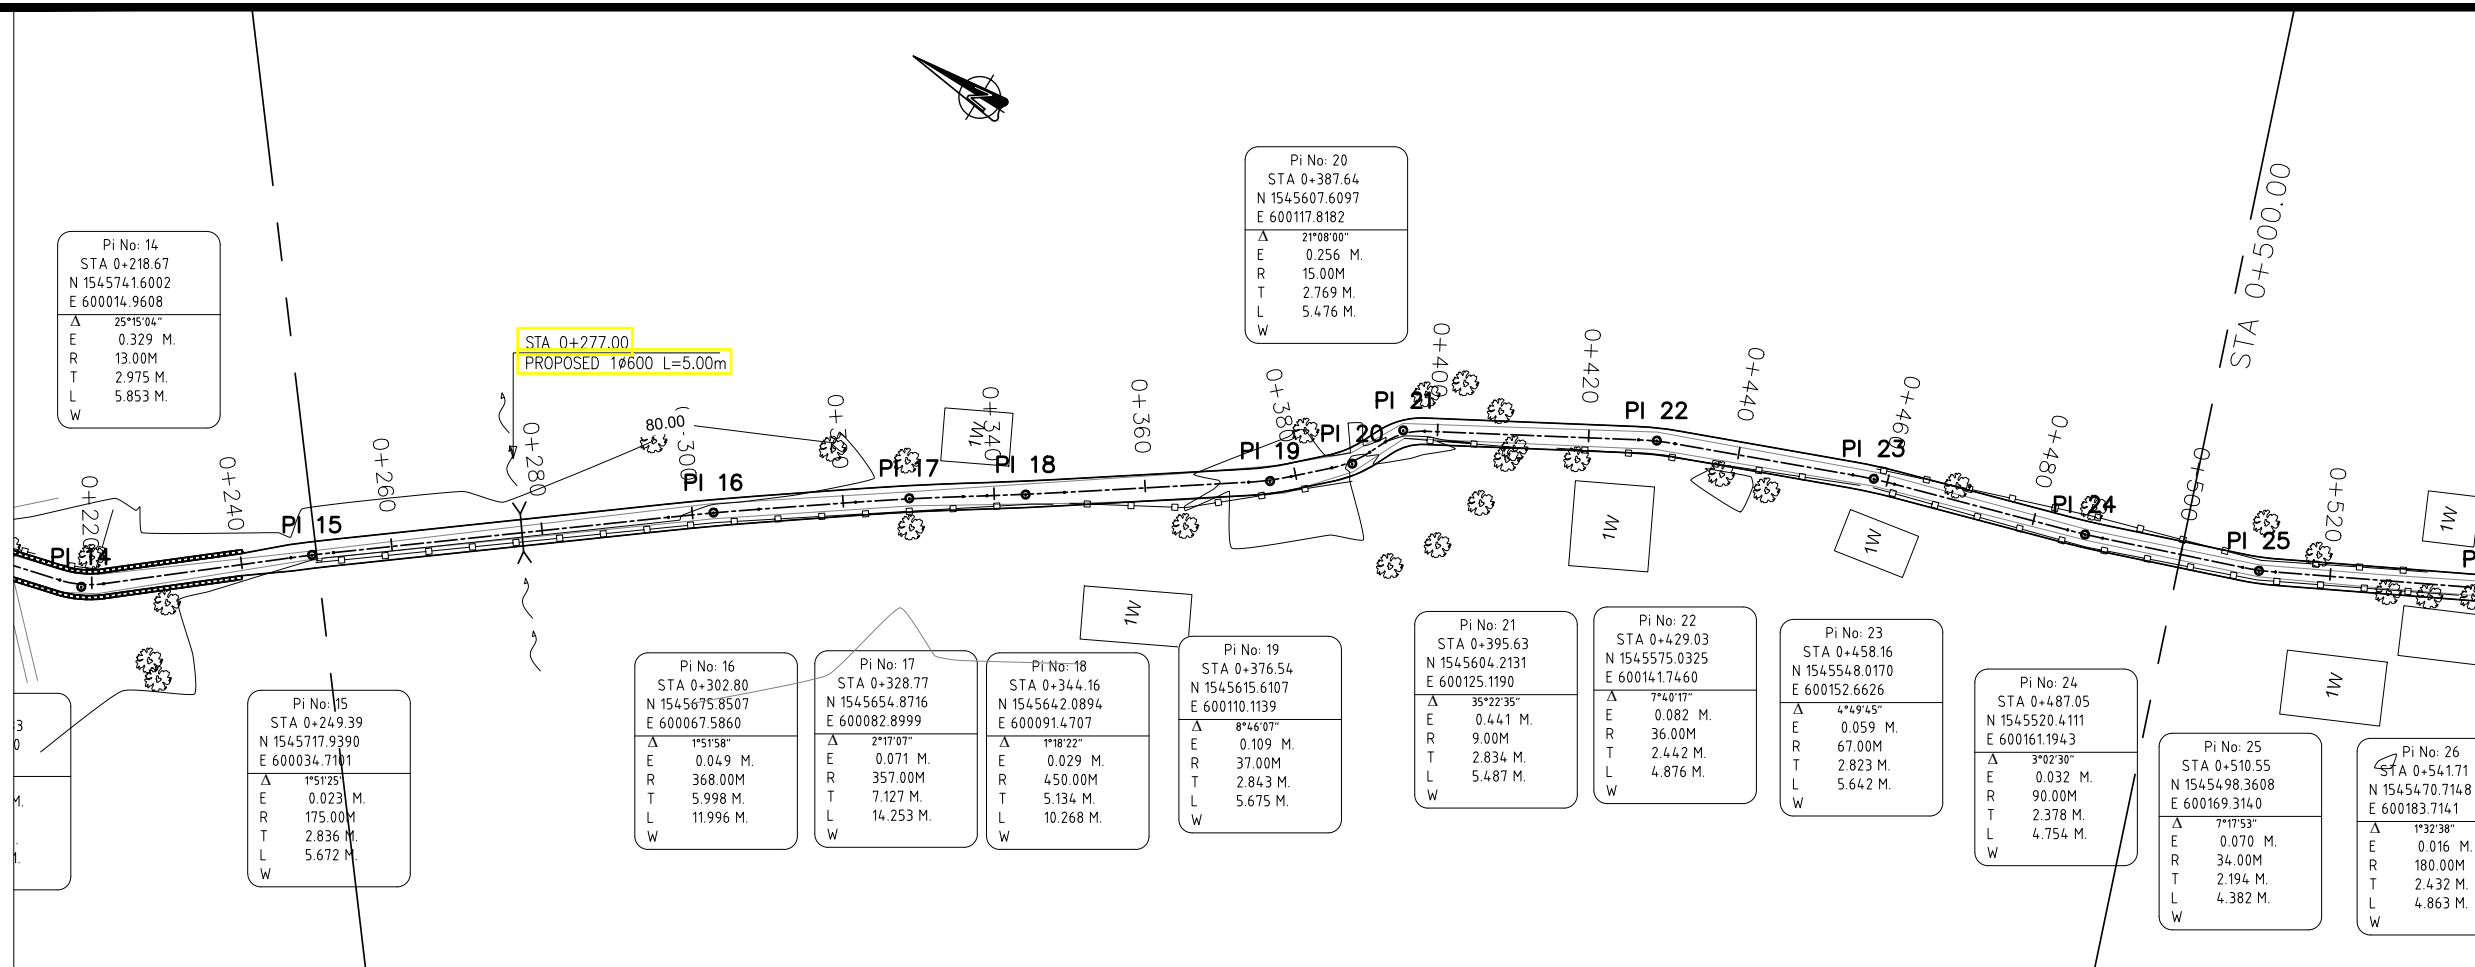 Pi No: 14
STA 0+218.67
N 1545741.6002
E 600014.9608
Δ 25°15'04"
E 0.329 M.
R 13.00M
T 2.975 M.
L 5.853 M.
W
STA 0+277.00
PROPOSED 1ø600 L=5.00m
Pi No: 20
STA 0+387.64
N 1545607.6097
E 600117.8182
Δ 21°08'00"
E 0.256 M.
R 15.00M
T 2.769 M.
L 5.476 M.
W
STA 0+500.00
0+220
0+240
0+260
0+280
80.00
0+340
0+360
0+380
0+400
0+420
0+440
0+460
0+480
0+500
0+520
PI 14
PI 15
PI 16
PI 17
PI 18
PI 19
PI 20
PI 21
PI 22
PI 23
PI 24
PI 25
1W
1W
1W
1W
1W
1W
Pi No: 15
STA 0+249.39
N 1545717.9390
E 600034.7101
Δ 1°51'25"
E 0.023 M.
R 175.00M
T 2.836 M.
L 5.672 M.
W
Pi No: 16
STA 0+302.80
N 1545675.8507
E 600067.5860
Δ 1°51'58"
E 0.049 M.
R 368.00M
T 5.998 M.
L 11.996 M.
W
Pi No: 17
STA 0+328.77
N 1545654.8716
E 600082.8999
Δ 2°17'07"
E 0.071 M.
R 357.00M
T 7.127 M.
L 14.253 M.
W
Pi No: 18
STA 0+344.16
N 1545642.0894
E 600091.4707
Δ 1°18'22"
E 0.029 M.
R 450.00M
T 5.134 M.
L 10.268 M.
W
Pi No: 19
STA 0+376.54
N 1545615.6107
E 600110.1139
Δ 8°46'07"
E 0.109 M.
R 37.00M
T 2.843 M.
L 5.675 M.
W
Pi No: 21
STA 0+395.63
N 1545604.2131
E 600125.1190
Δ 35°22'35"
E 0.441 M.
R 9.00M
T 2.834 M.
L 5.487 M.
W
Pi No: 22
STA 0+429.03
N 1545575.0325
E 600141.7460
Δ 7°40'17"
E 0.082 M.
R 36.00M
T 2.442 M.
L 4.876 M.
W
Pi No: 23
STA 0+458.16
N 1545548.0170
E 600152.6626
Δ 4°49'45"
E 0.059 M.
R 67.00M
T 2.823 M.
L 5.642 M.
W
Pi No: 24
STA 0+487.05
N 1545520.4111
E 600161.1943
Δ 3°02'30"
E 0.032 M.
R 90.00M
T 2.378 M.
L 4.754 M.
W
Pi No: 25
STA 0+510.55
N 1545498.3608
E 600169.3140
Δ 7°17'53"
E 0.070 M.
R 34.00M
T 2.194 M.
L 4.382 M.
W
Pi No: 26
STA 0+541.71
N 1545470.7148
E 600183.7141
Δ 1°32'38"
E 0.016 M.
R 180.00M
T 2.432 M.
L 4.863 M.
W